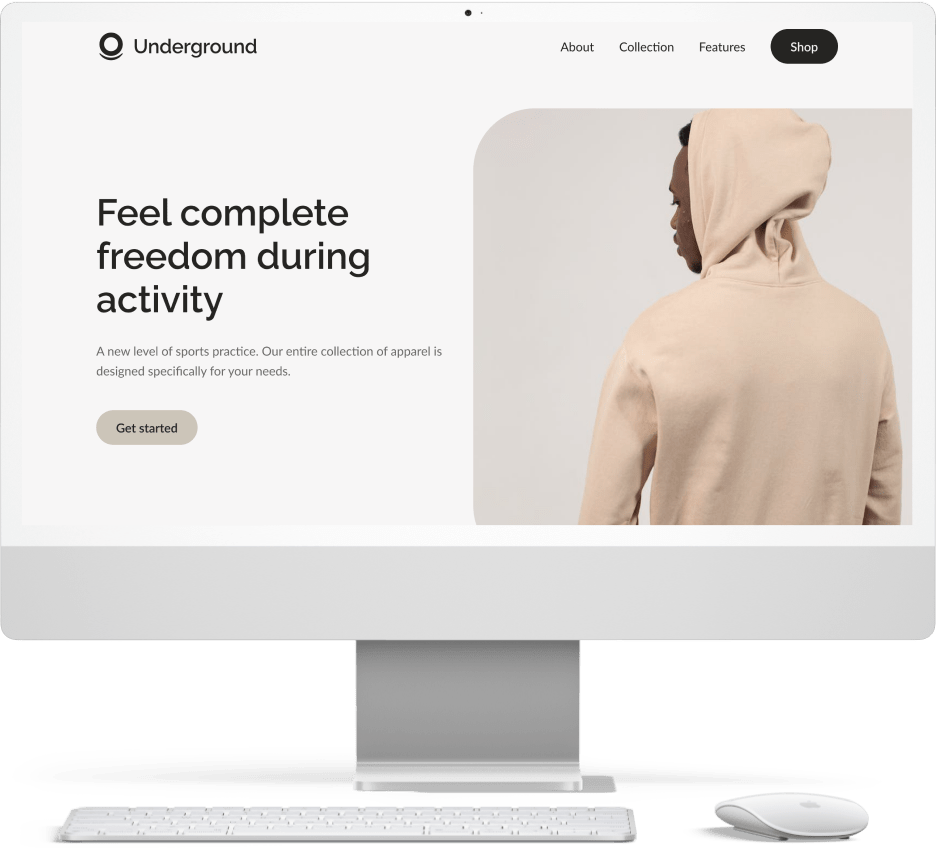 Underground
About
Collection
Features
Shop
Feel complete
freedom during
activity
A new level of sports practice. Our entire collection of apparel is
designed specifically for your needs.
Get started